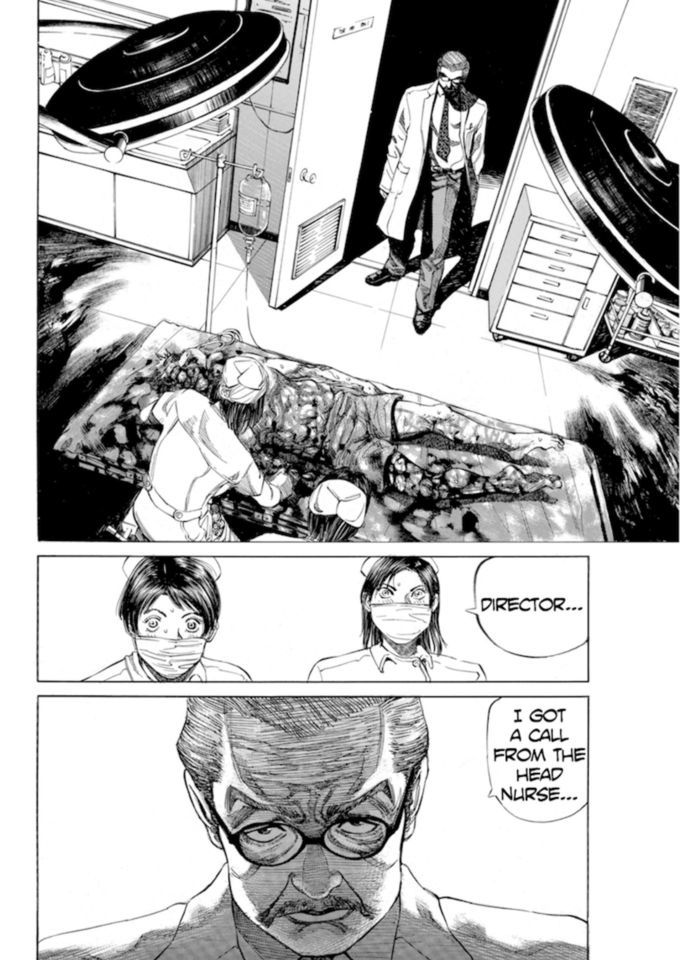 DIRECTOR...
I GOT
A CALL
FROM THE
HEAD
NURSE...